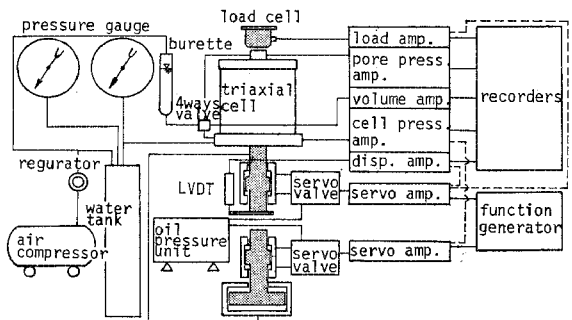 pressure gauge
load cell
burette
load amp.
pore press.
amp.
triaxial
cell
4ways
valve
volume amp.
recorders
cell press.
amp.
disp. amp.
regurator
LVDT
servo
valve
servo amp.
water
tank
function
generator
oil
pressure
unit
air
compressor
servo
valve
servo amp.